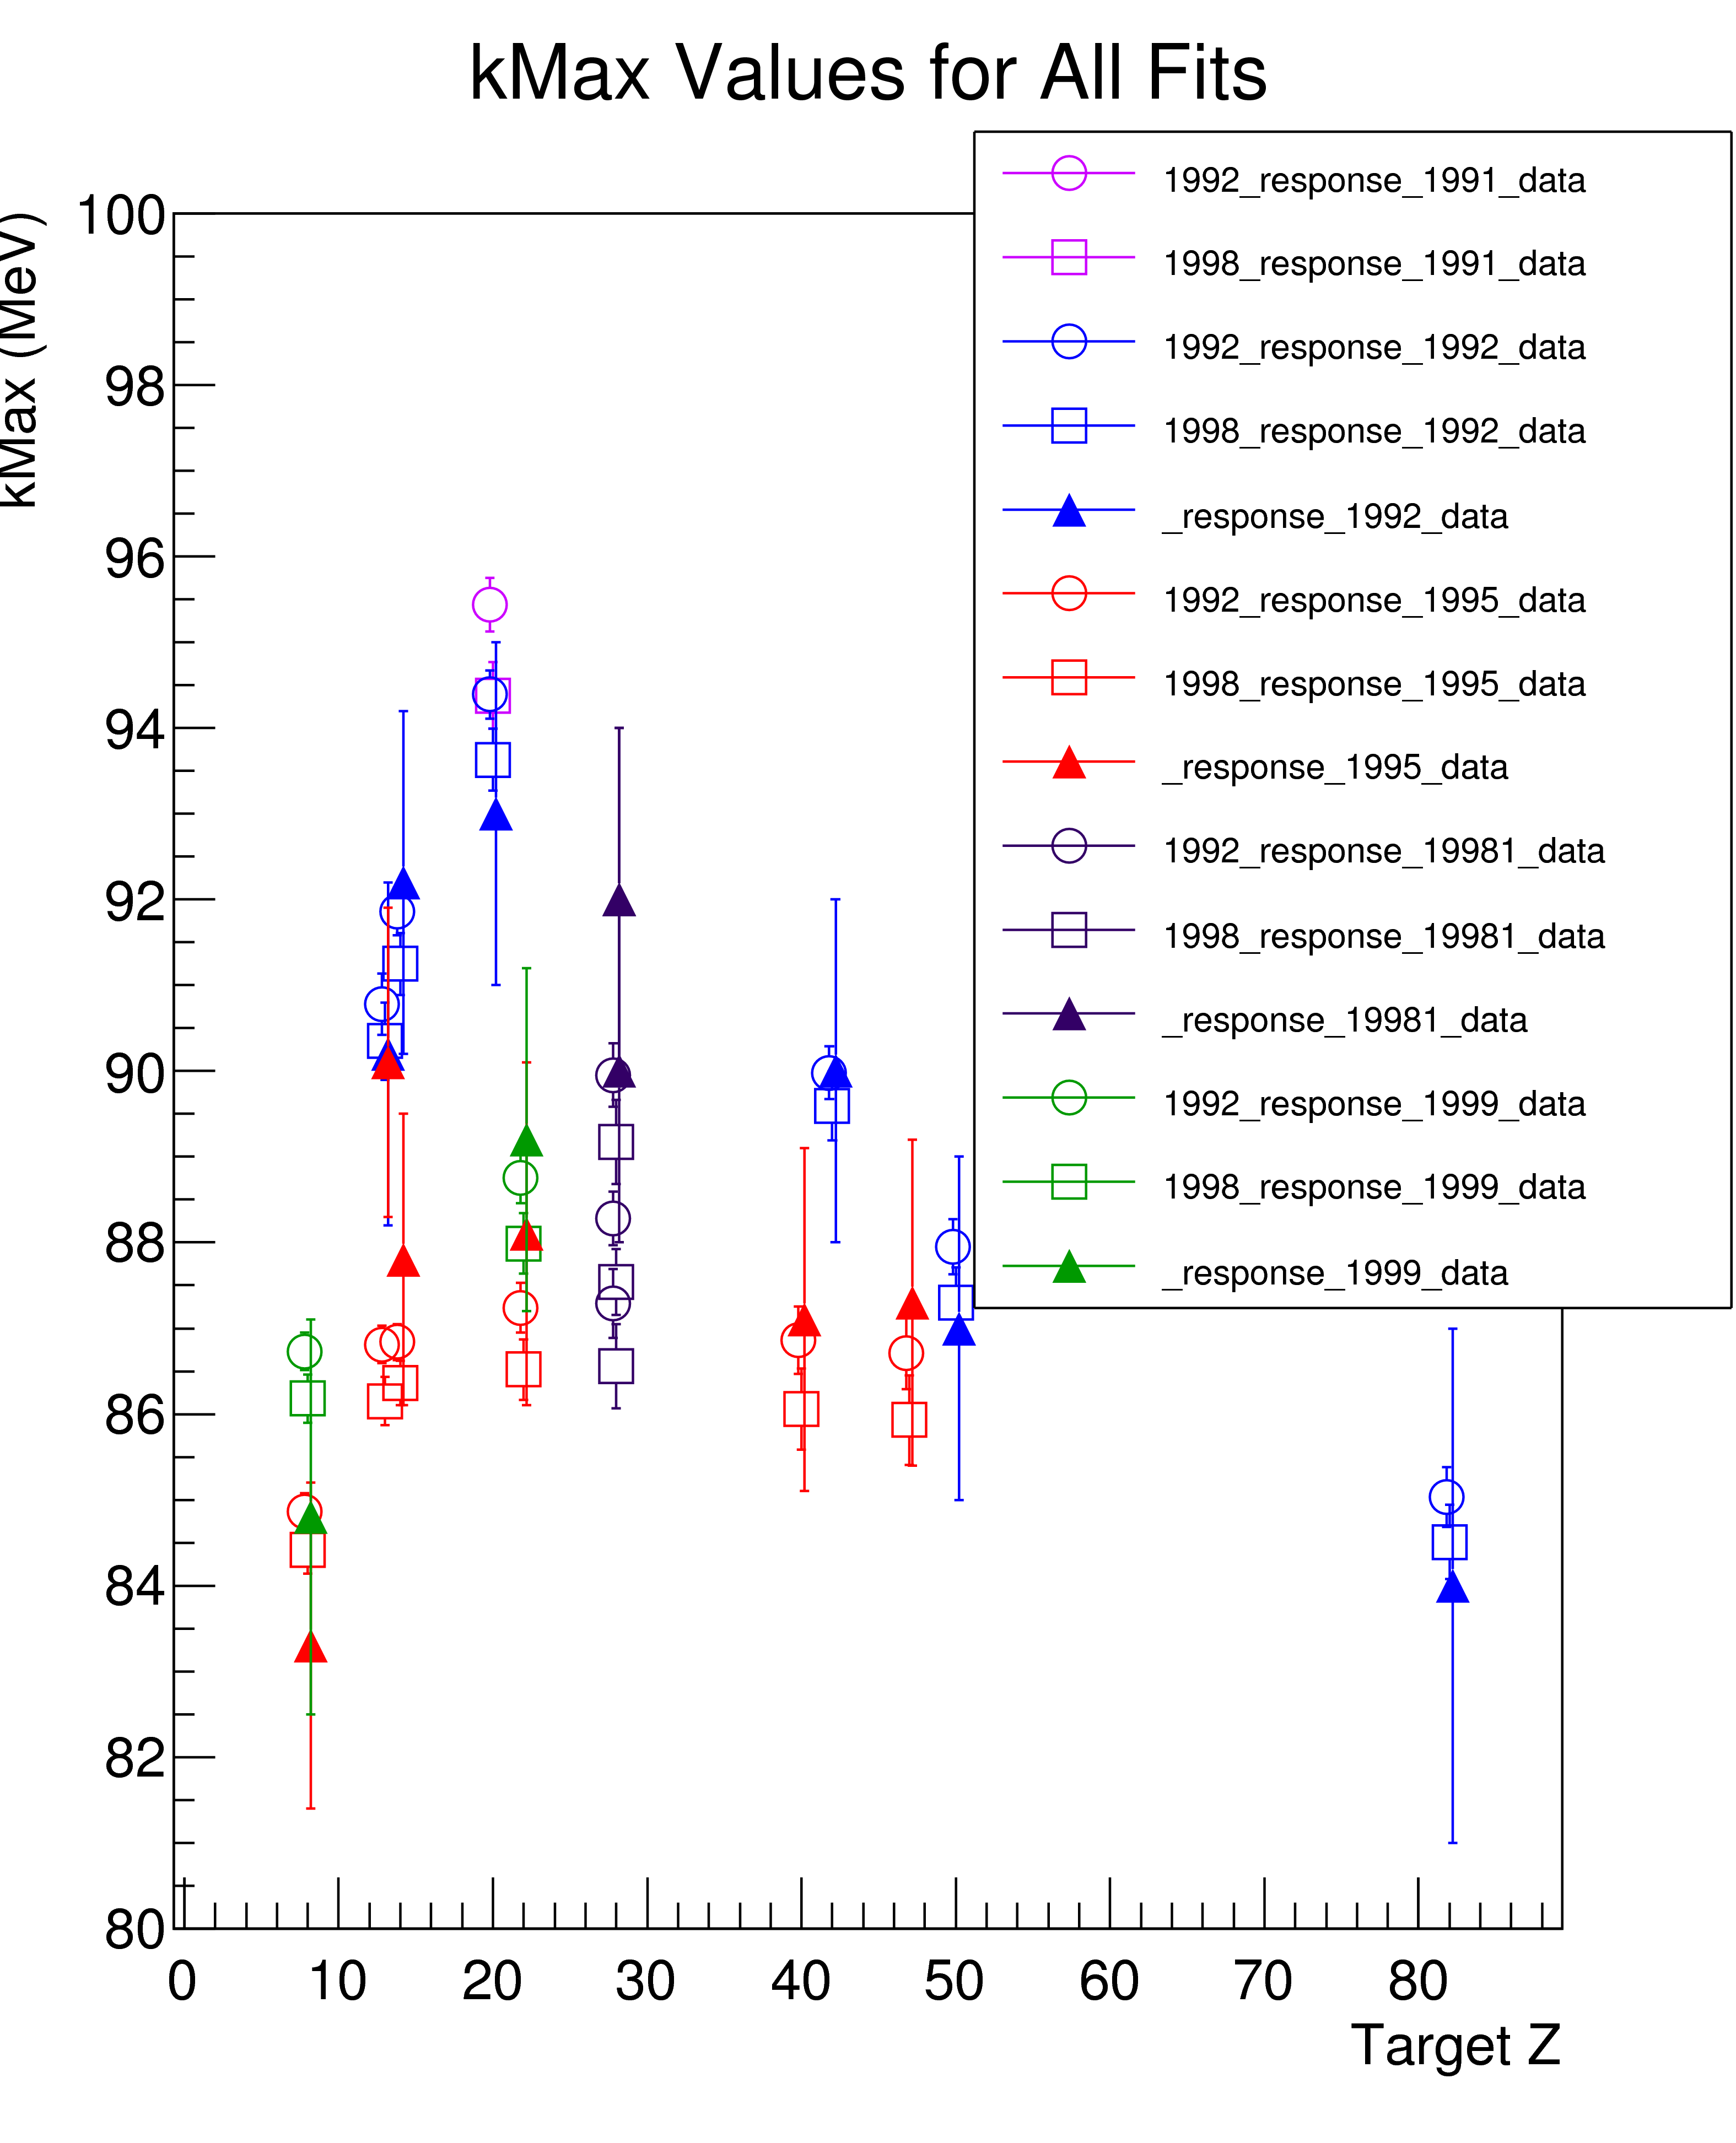 kMax Values for All Fits
1992_response_1991_data
1998_response_1991_data
1992_response_1992_data
1998_response_1992_data
_response_1992_data
1992_response_1995_data
1998_response_1995_data
_response_1995_data
1992_response_19981_data
1998_response_19981_data
_response_19981_data
1992_response_1999_data
1998_response_1999_data
_response_1999_data
kMax (MeV)
100
98
96
94
92
90
88
86
84
82
80
0 10 20 30 40 50 60 70 80
Target Z